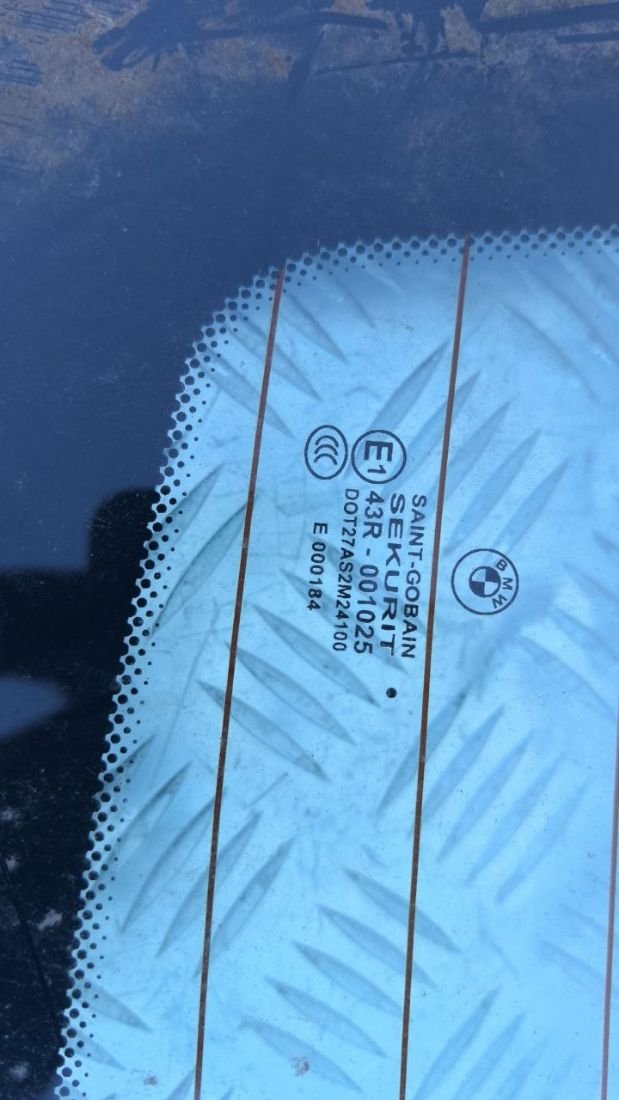 BMW
SAINT-GOBAIN
SEKURIT
E1 43R - 001025
DOT27AS2M24100
E 000184